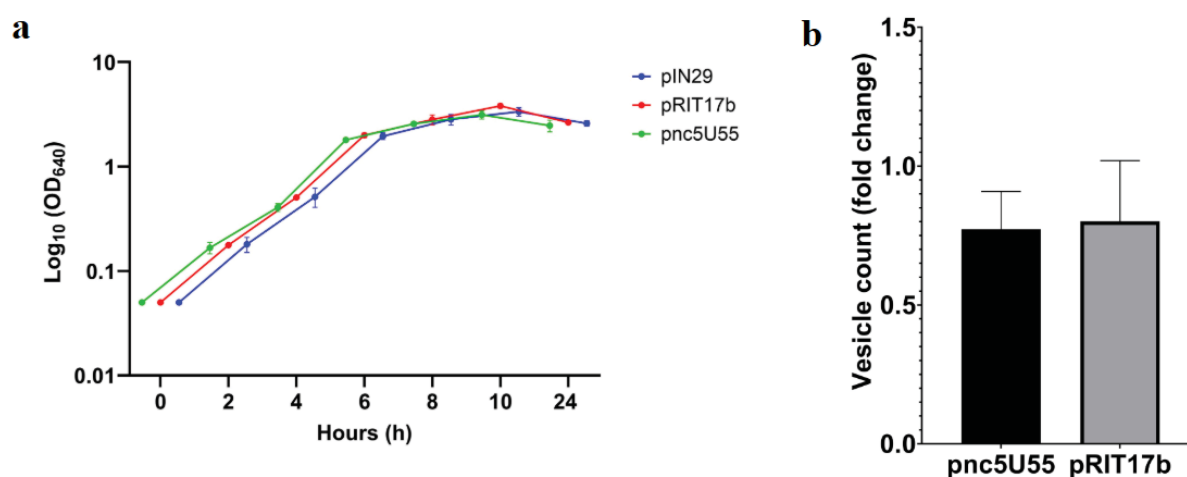 a
Log10 (OD640)
10
1
0.1
0.01
0 2 4 6 8 10 24
Hours (h)
pIN29
pRIT17b
pnc5U55
b
Vesicle count (fold change)
1.5
1.0
0.5
0.0
pnc5U55 pRIT17b